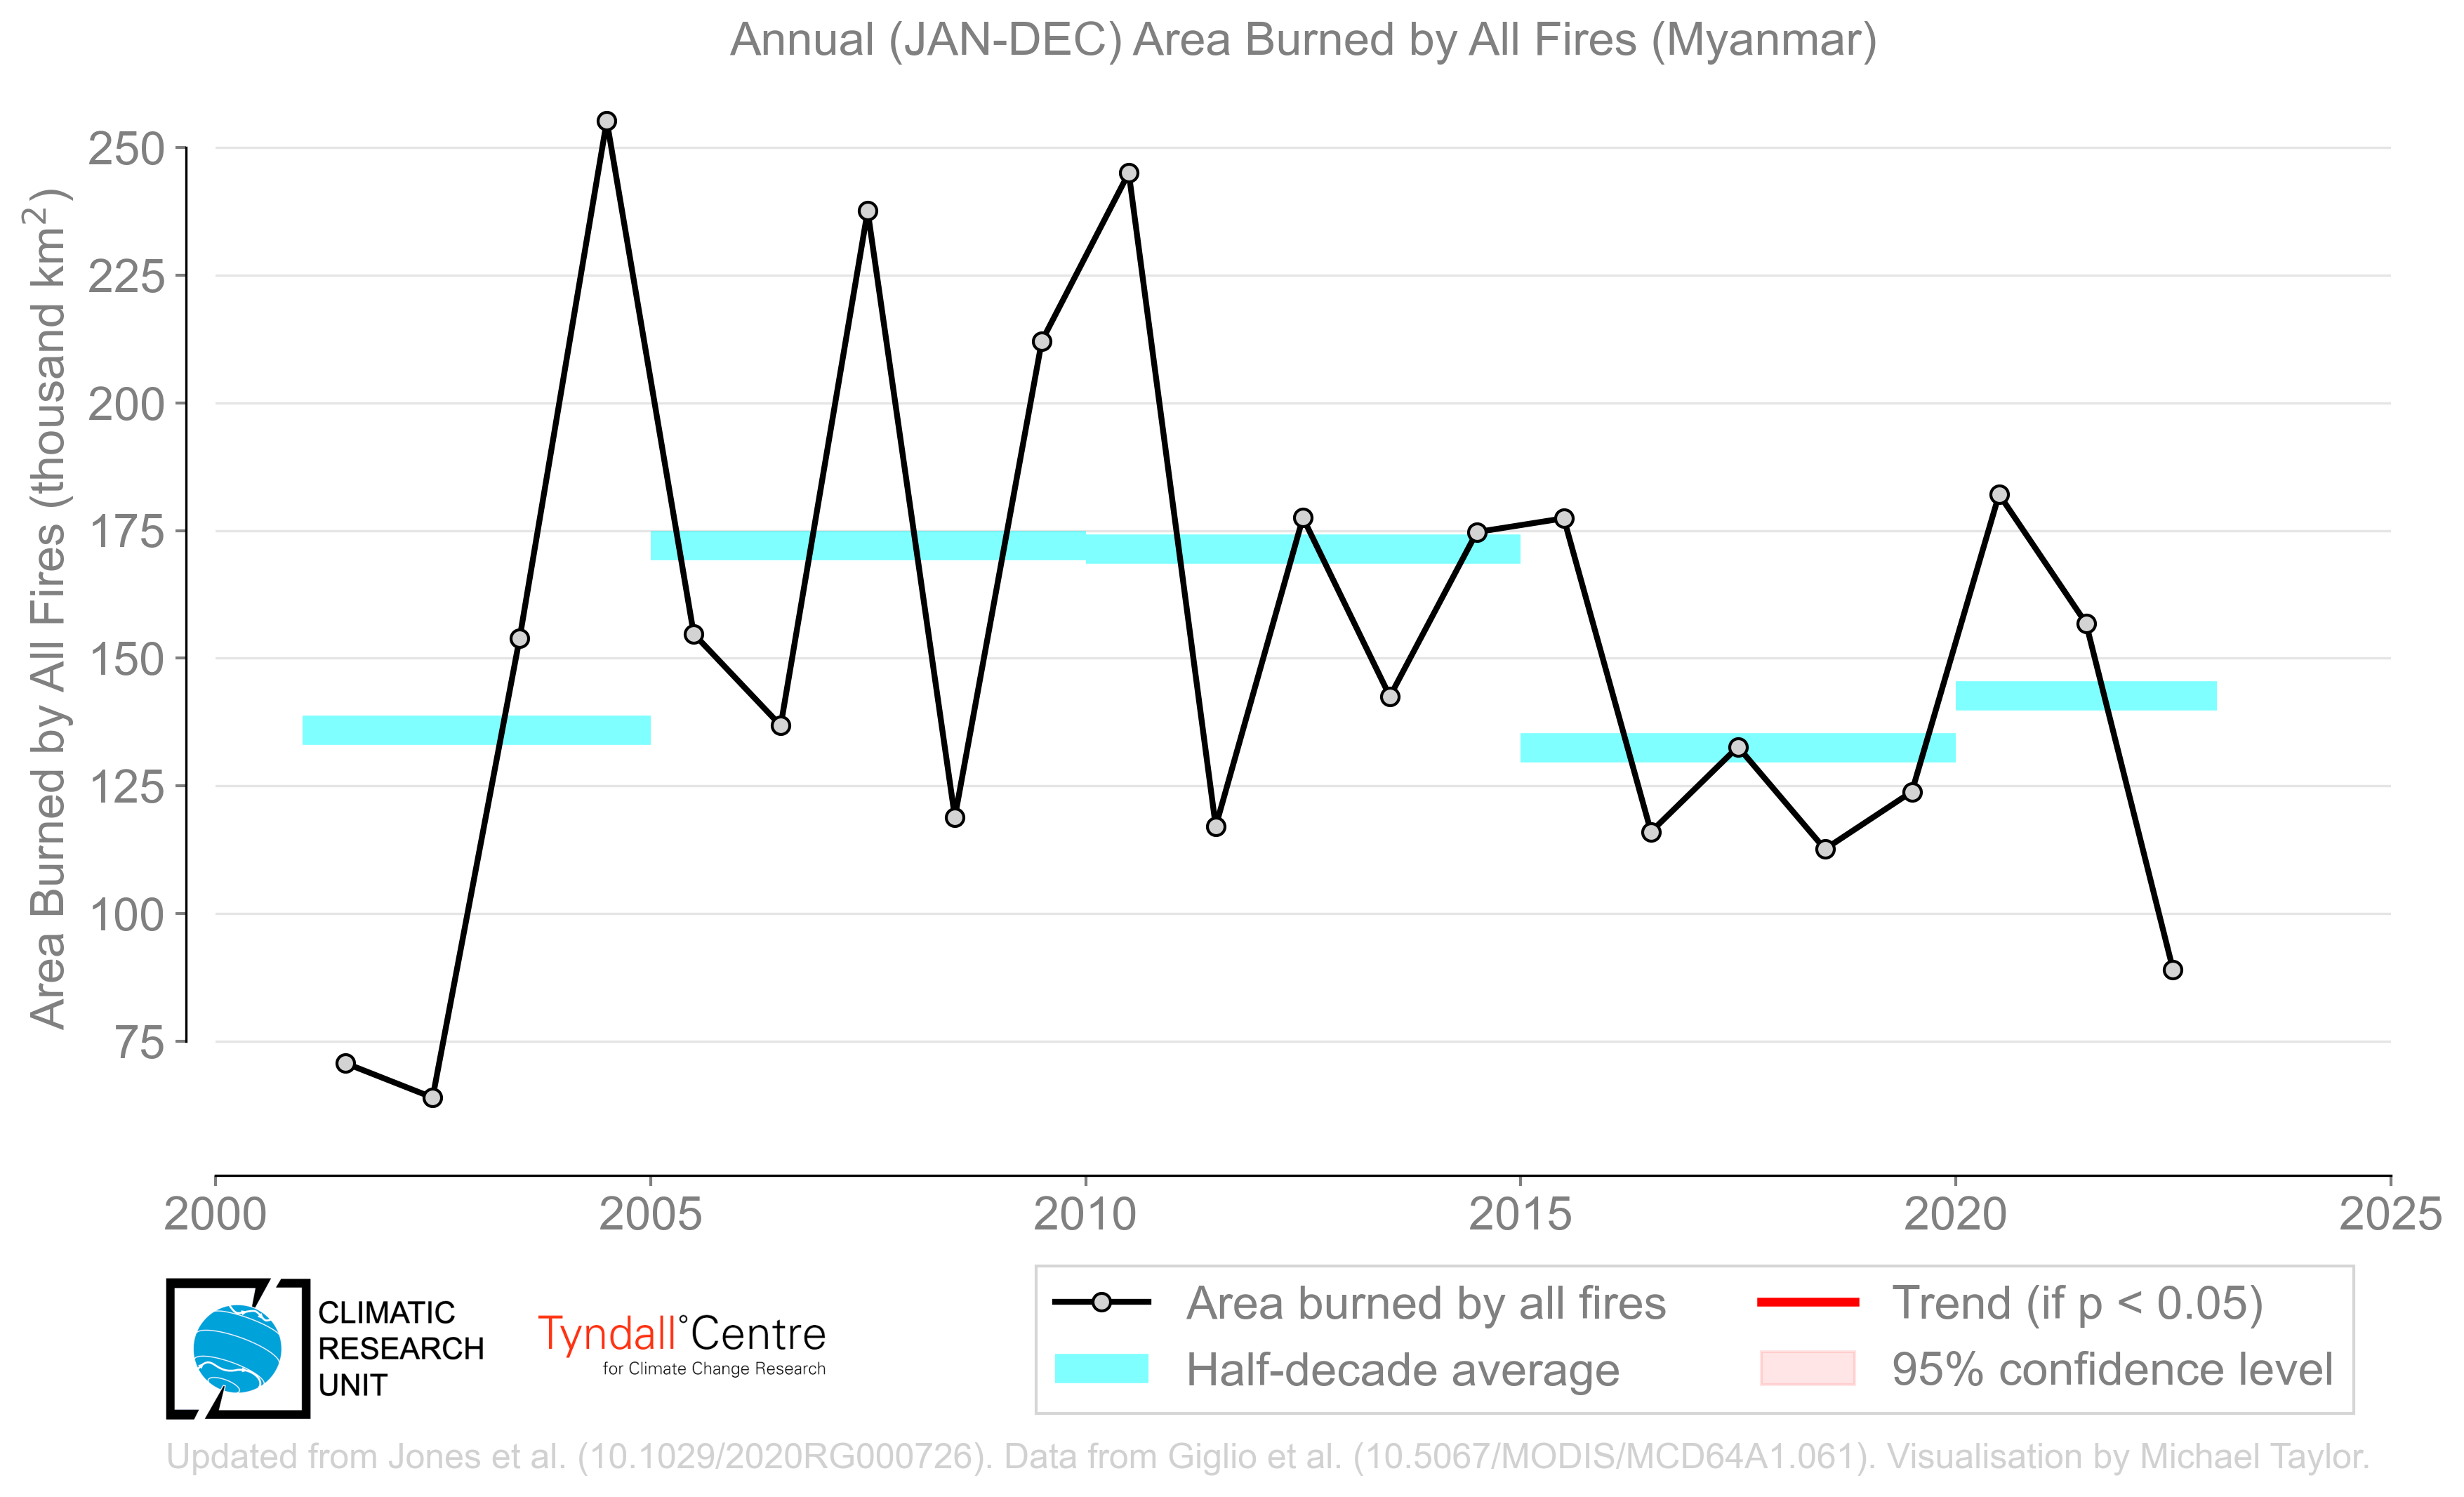 Annual (JAN-DEC) Area Burned by All Fires (Myanmar)
Area Burned by All Fires (thousand km²)
250
225
200
175
150
125
100
75
2000 2005 2010 2015 2020 2025
CLIMATIC
RESEARCH
UNIT
Tyndall°Centre
for Climate Change Research
Area burned by all fires
Half-decade average
Trend (if p < 0.05)
95% confidence level
Updated from Jones et al. (10.1029/2020RG000726). Data from Giglio et al. (10.5067/MODIS/MCD64A1.061). Visualisation by Michael Taylor.